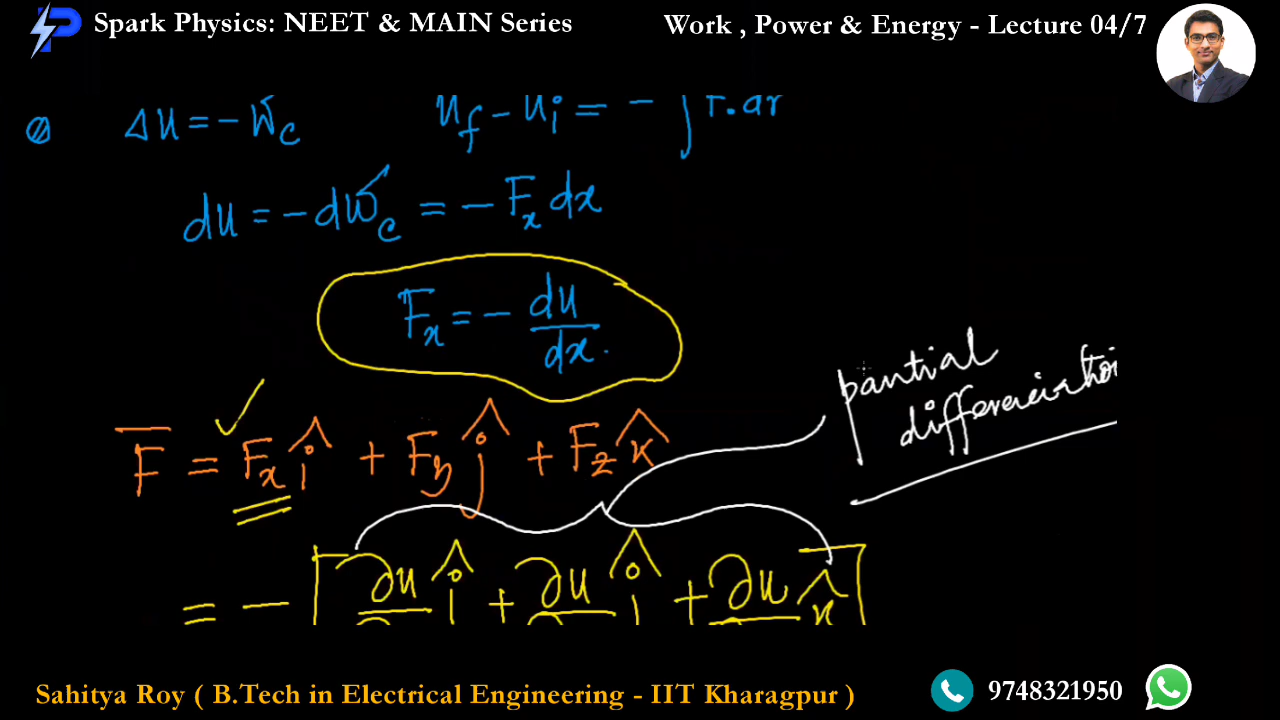 Spark Physics: NEET & MAIN Series
Work , Power & Energy - Lecture 04/7
ΔU = - W_c    U_f - U_i = - ∫ F.dr
dU = - dW_c = - F_x dx
F_x = - dU/dx.
partial
differenciation
F = F_x î + F_y ĵ + F_z k̂
= - [ ∂U î + ∂U ĵ + ∂U k̂ ]
Sahitya Roy ( B.Tech in Electrical Engineering - IIT Kharagpur )
9748321950